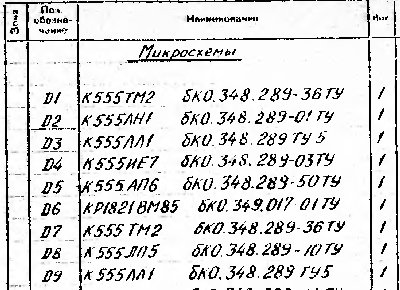 Зона
Поз. обозна-чение
Наименование
Кол.
Микросхемы
D1 К555ТМ2 бК0.348.289-36ТУ 1
D2 К555ЛН1 бК0.348.289-01ТУ 1
D3 К555ЛЛ1 бК0.348.289ТУ5 1
D4 К555ИЕ7 бК0.348.289-03ТУ 1
D5 К555АП6 бК0.348.289-50ТУ 1
D6 КР1821ВМ85 бК0.349.017-01ТУ 1
D7 К555ТМ2 бК0.348.289-36ТУ 1
D8 К555ЛП5 бК0.348.289-10ТУ 1
D9 К555ЛЛ1 бК0.348.289ТУ5 1